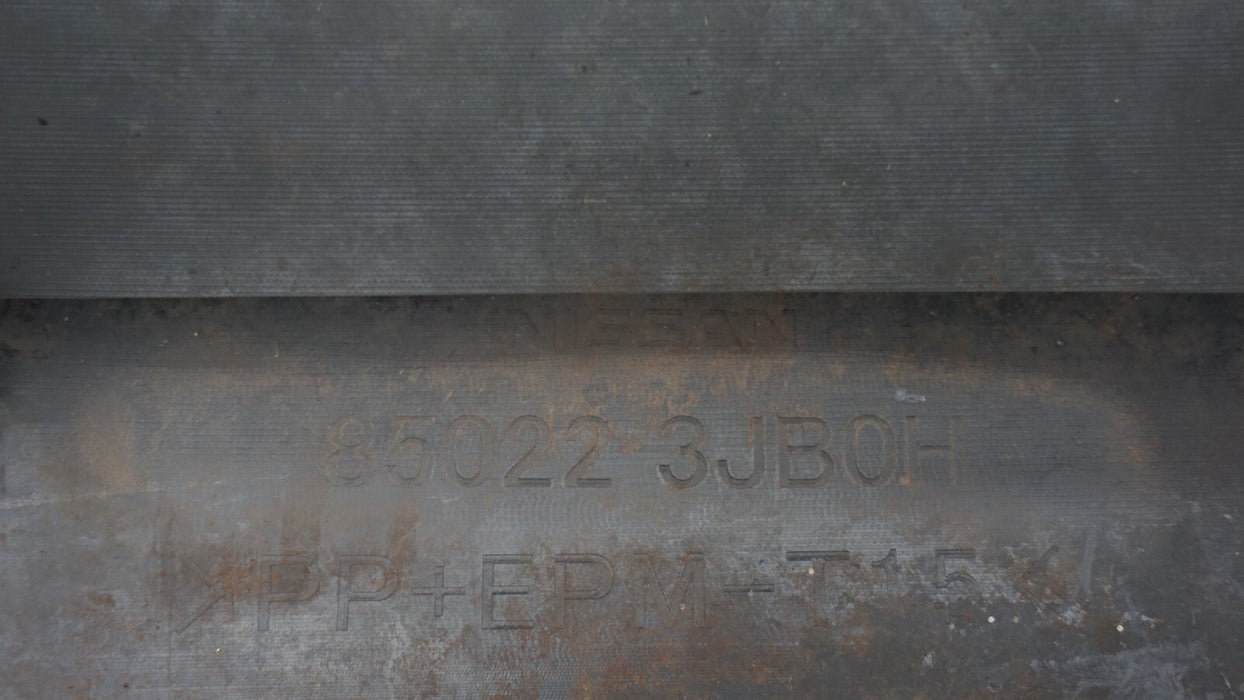 NISSAN
85022 3JB0H
>PP+EPM-T15<